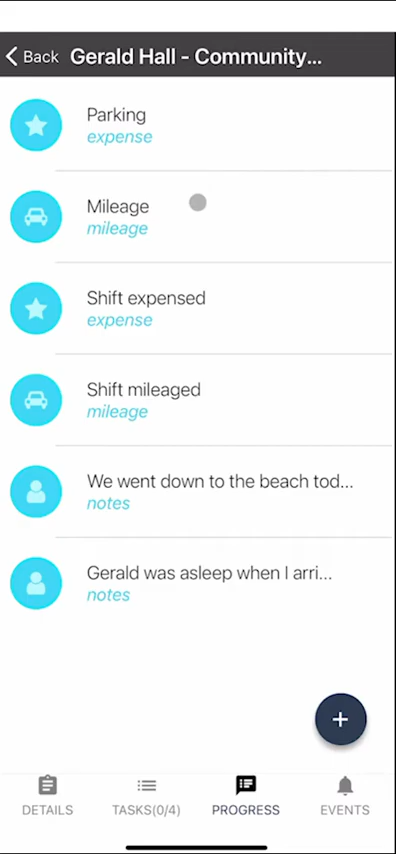 Back Gerald Hall - Community...
Parking
expense
Mileage
mileage
Shift expensed
expense
Shift mileaged
mileage
We went down to the beach tod...
notes
Gerald was asleep when I arri...
notes
+
DETAILS TASKS(0/4) PROGRESS EVENTS